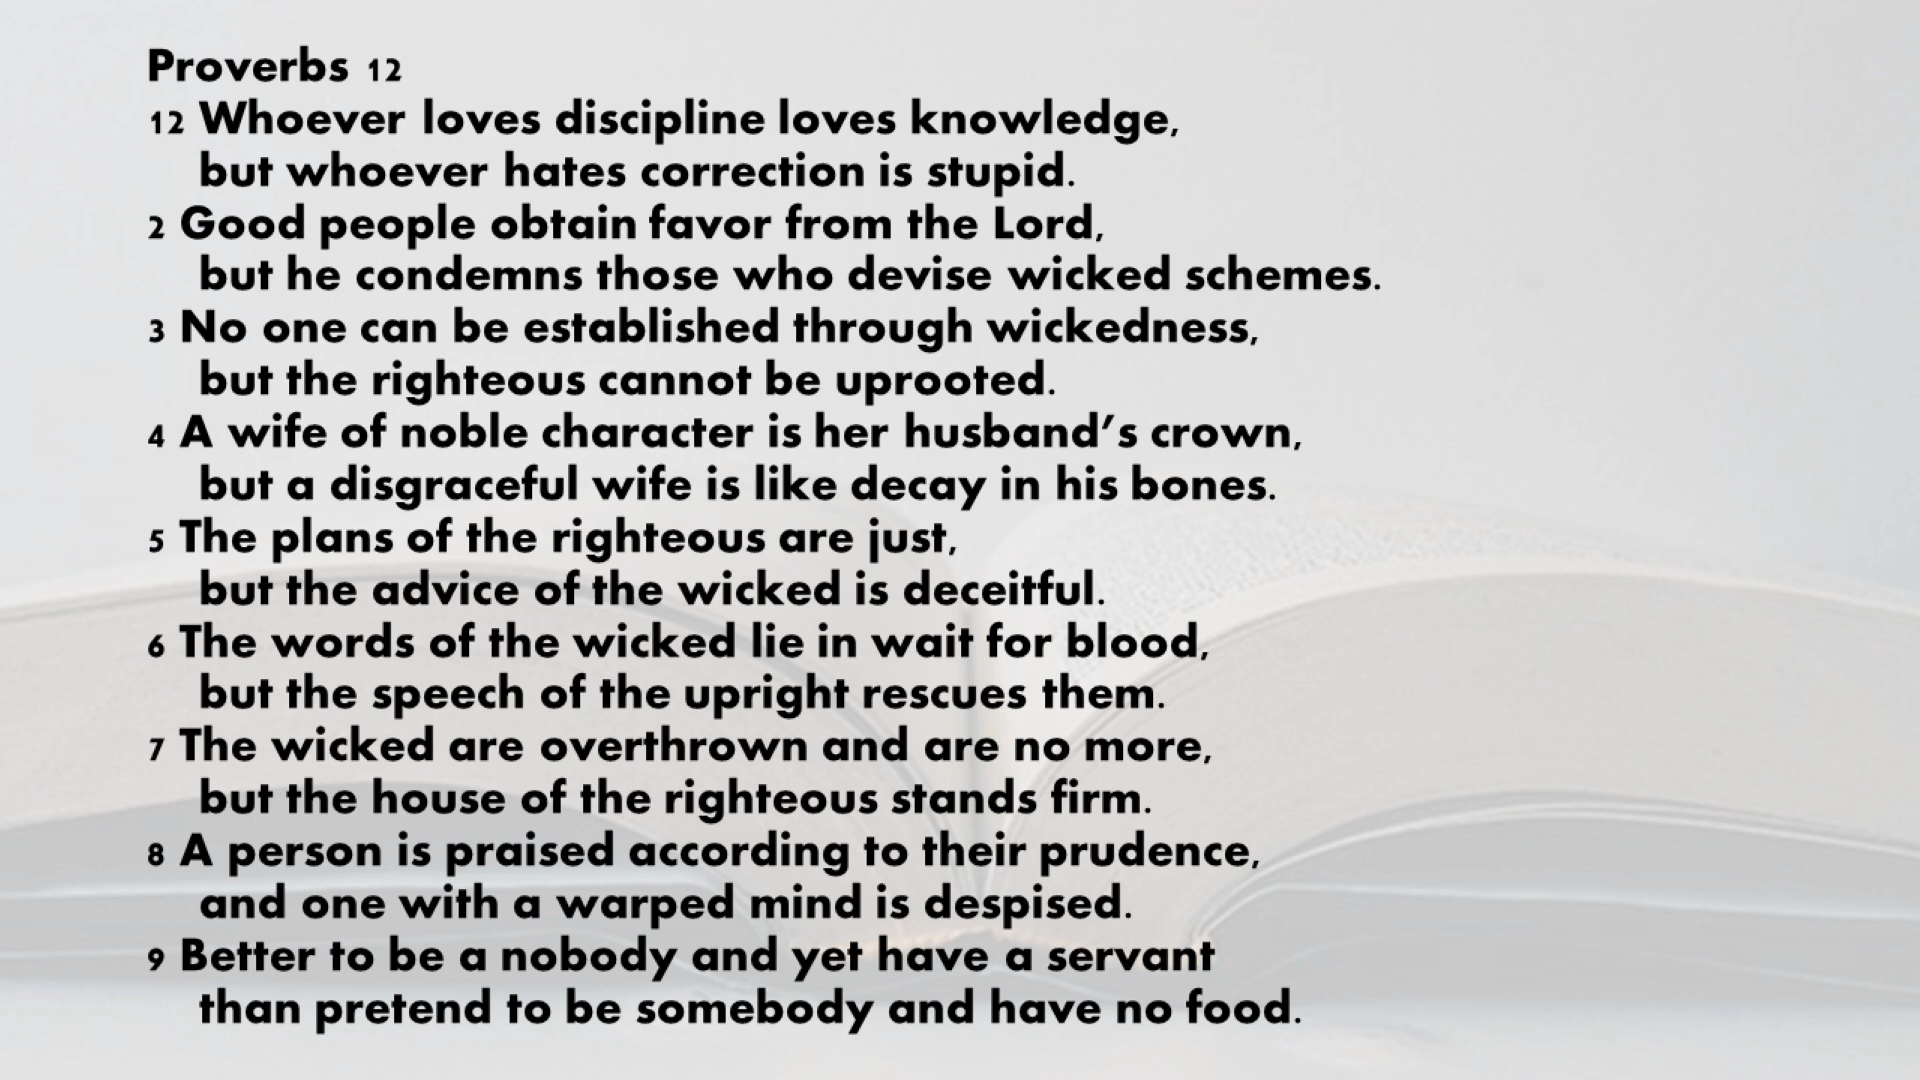 Proverbs 12
12 Whoever loves discipline loves knowledge,
but whoever hates correction is stupid.
2 Good people obtain favor from the Lord,
but he condemns those who devise wicked schemes.
3 No one can be established through wickedness,
but the righteous cannot be uprooted.
4 A wife of noble character is her husband’s crown,
but a disgraceful wife is like decay in his bones.
5 The plans of the righteous are just,
but the advice of the wicked is deceitful.
6 The words of the wicked lie in wait for blood,
but the speech of the upright rescues them.
7 The wicked are overthrown and are no more,
but the house of the righteous stands firm.
8 A person is praised according to their prudence,
and one with a warped mind is despised.
9 Better to be a nobody and yet have a servant
than pretend to be somebody and have no food.